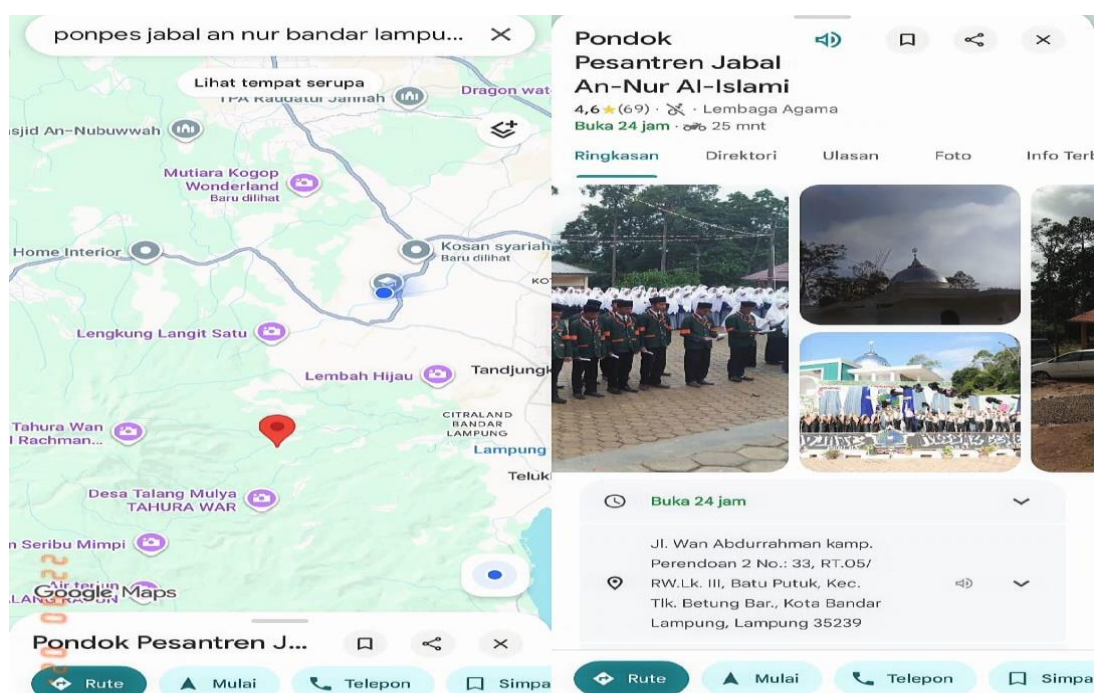 ponpes jabal an nur bandar lampu...
Lihat tempat serupa
TPA Raudatul Jannah
Dragon wat
sjid An-Nubuwwah
Mutiara Kogop
Wonderland
Baru dilihat
Home Interior
Kosan syariah
Baru dilihat
KO
Lengkung Langit Satu
Lembah Hijau
Tandjungk
CITRALAND
BANDAR
LAMPUNG
Tahura Wan
l Rachman...
Lampung
Teluk
Desa Talang Mulya
TAHURA WAR
n Seribu Mimpi
Air terjun
Google Maps
Pondok Pesantren J...
Rute
Mulai
Telepon
Simpa
Pondok
Pesantren Jabal
An-Nur Al-Islami
4,6 (69) · · Lembaga Agama
Buka 24 jam · 25 mnt
Ringkasan
Direktori
Ulasan
Foto
Info Terb
Buka 24 jam
Jl. Wan Abdurrahman kamp.
Perendoan 2 No.: 33, RT.05/
RW.Lk. III, Batu Putuk, Kec.
Tlk. Betung Bar., Kota Bandar
Lampung, Lampung 35239
Rute
Mulai
Telepon
Simpa